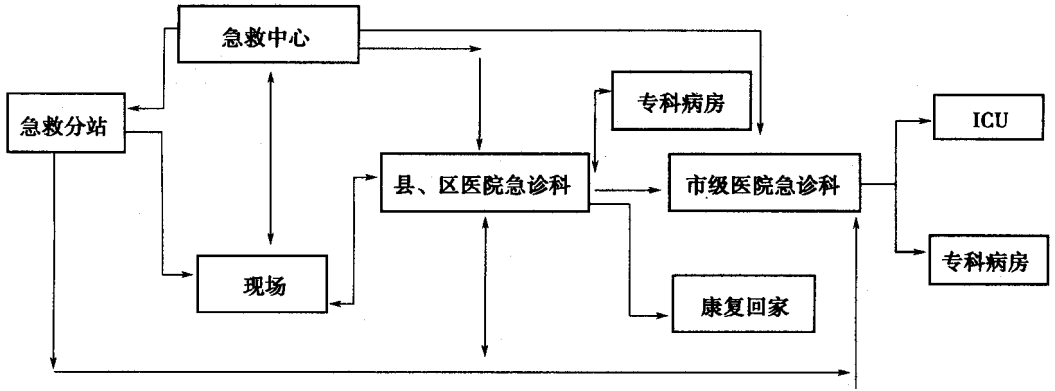 急救中心
专科病房
急救分站
ICU
县、区医院急诊科
市级医院急诊科
专科病房
现场
康复回家